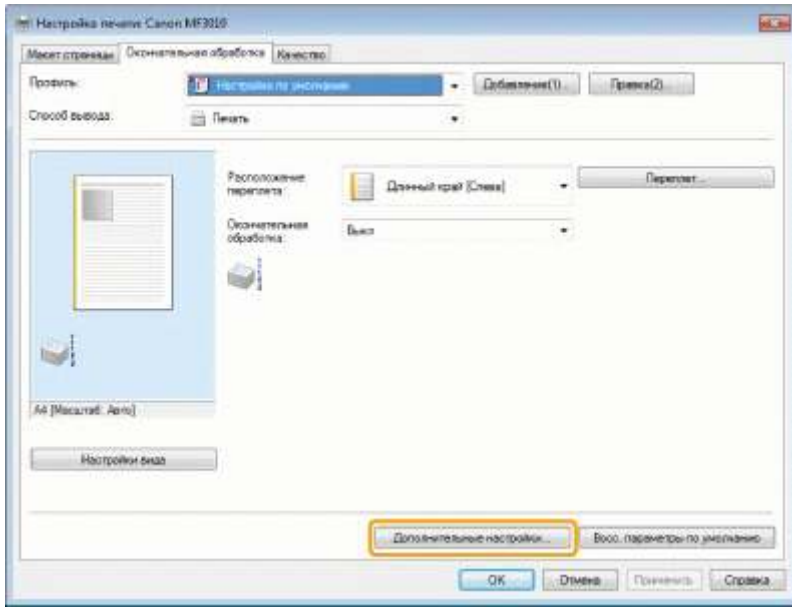 Настройка печати Canon MF3010
Макет страницы Окончательная обработка Качество
Профиль: Настройки по умолчанию Добавление(1)... Правка(2)...
Способ вывода: Печать
Расположение переплета: Длинный край [Слева] Переплет...
Окончательная обработка: Выкл
A4 [Масштаб: Авто]
Настройки вида
Дополнительные настройки... Восс. параметры по умолчанию
OK Отмена Применить Справка